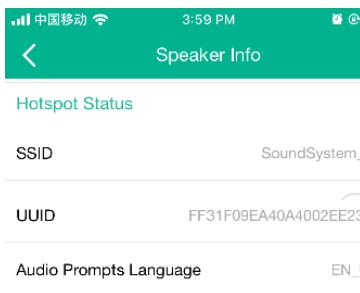 中国移动 3:59 PM
Speaker Info
Hotspot Status
SSID SoundSystem_
UUID FF31F09EA40A4002EE23
Audio Prompts Language EN_